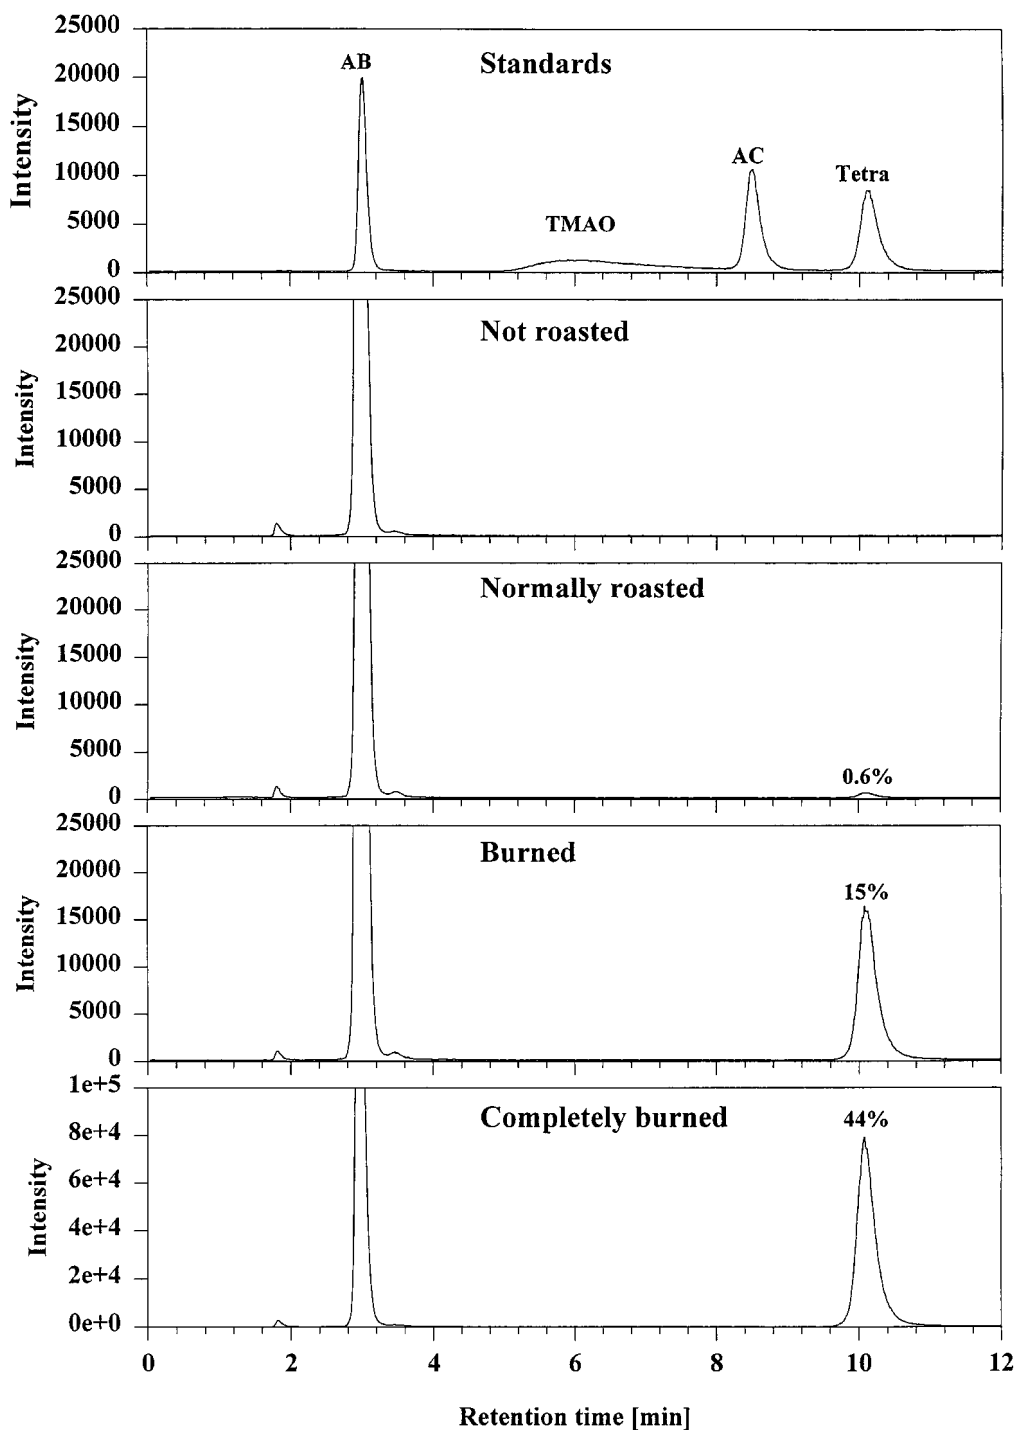 25000
20000
15000
10000
5000
0
Intensity
AB
Standards
TMAO
AC
Tetra
25000
20000
15000
10000
5000
0
Intensity
Not roasted
25000
20000
15000
10000
5000
0
Intensity
Normally roasted
0.6%
25000
20000
15000
10000
5000
0
Intensity
Burned
15%
1e+5
8e+4
6e+4
4e+4
2e+4
0e+0
Intensity
Completely burned
44%
0 2 4 6 8 10 12
Retention time [min]